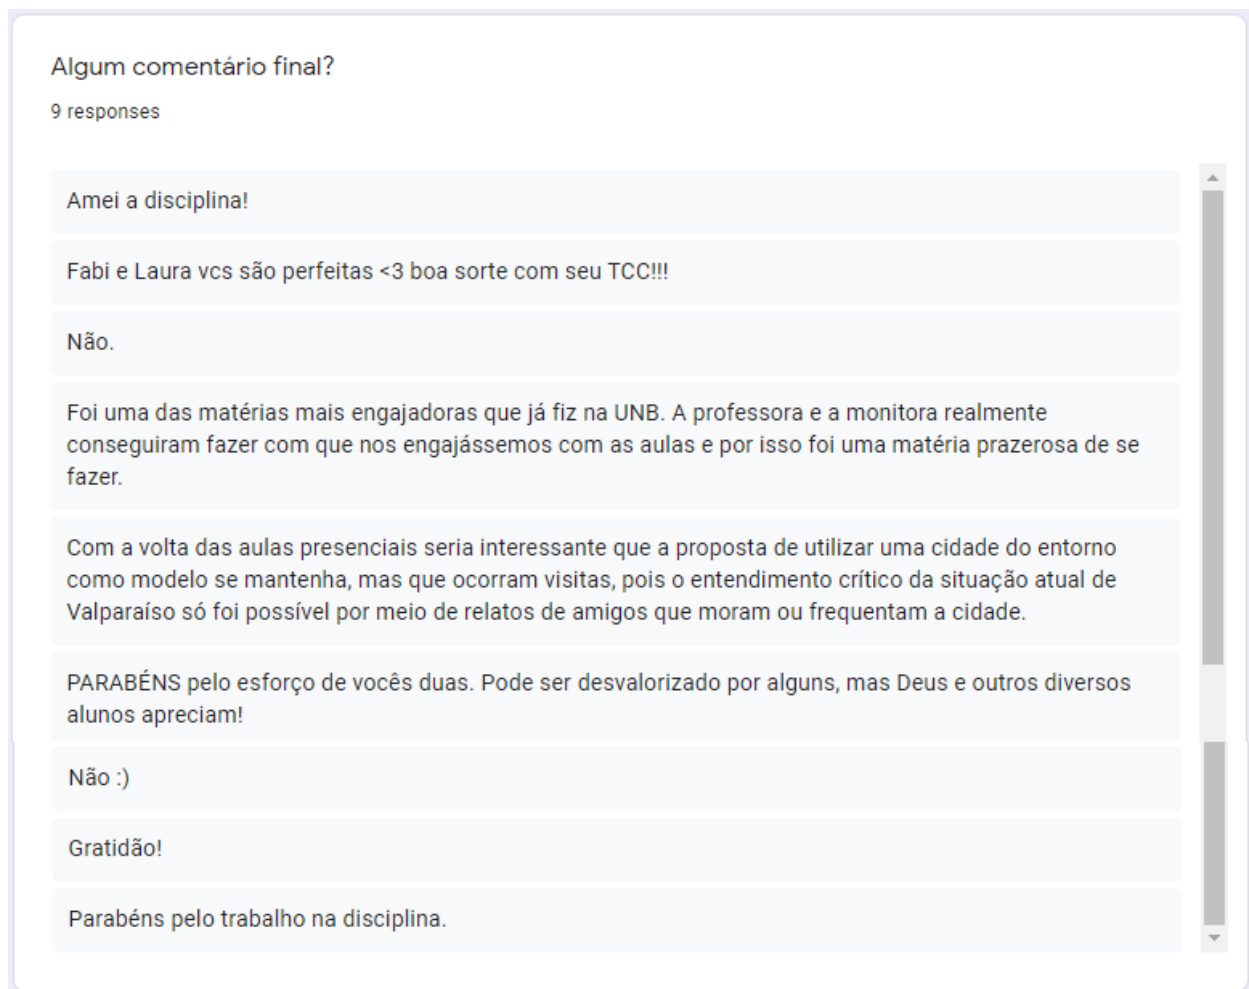 Algum comentário final?
9 responses
Amei a disciplina!
Fabi e Laura vcs são perfeitas <3 boa sorte com seu TCC!!!
Não.
Foi uma das matérias mais engajadoras que já fiz na UNB. A professora e a monitora realmente
conseguiram fazer com que nos engajássemos com as aulas e por isso foi uma matéria prazerosa de se
fazer.
Com a volta das aulas presenciais seria interessante que a proposta de utilizar uma cidade do entorno
como modelo se mantenha, mas que ocorram visitas, pois o entendimento crítico da situação atual de
Valparaíso só foi possível por meio de relatos de amigos que moram ou frequentam a cidade.
PARABÉNS pelo esforço de vocês duas. Pode ser desvalorizado por alguns, mas Deus e outros diversos
alunos apreciam!
Não :)
Gratidão!
Parabéns pelo trabalho na disciplina.